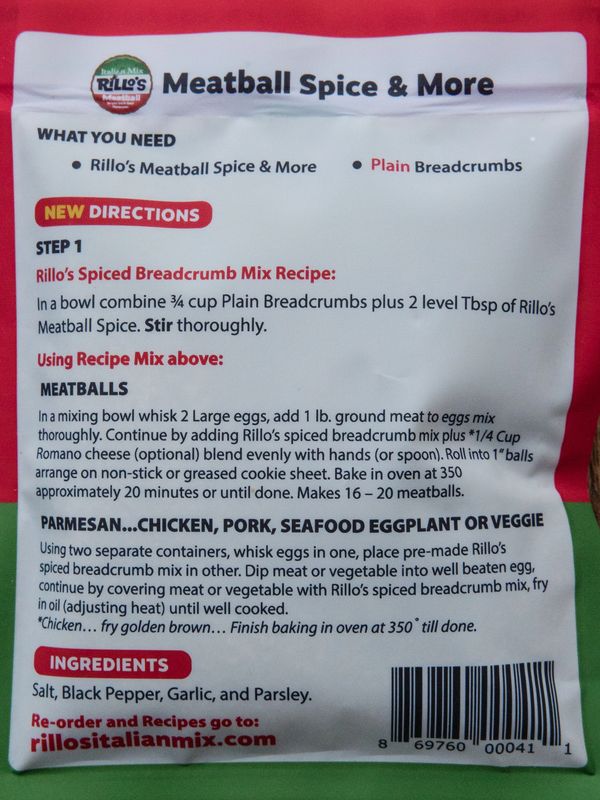 Italian Mix
RILLO'S
Meatball
Meatball Spice & More
WHAT YOU NEED
• Rillo's Meatball Spice & More • Plain Breadcrumbs
NEW DIRECTIONS
STEP 1
Rillo's Spiced Breadcrumb Mix Recipe:
In a bowl combine ¾ cup Plain Breadcrumbs plus 2 level Tbsp of Rillo's
Meatball Spice. Stir thoroughly.
Using Recipe Mix above:
MEATBALLS
In a mixing bowl whisk 2 Large eggs, add 1 lb. ground meat to eggs mix
thoroughly. Continue by adding Rillo's spiced breadcrumb mix plus *1/4 Cup
Romano cheese (optional) blend evenly with hands (or spoon). Roll into 1" balls
arrange on non-stick or greased cookie sheet. Bake in oven at 350
approximately 20 minutes or until done. Makes 16 – 20 meatballs.
PARMESAN...CHICKEN, PORK, SEAFOOD EGGPLANT OR VEGGIE
Using two separate containers, whisk eggs in one, place pre-made Rillo's
spiced breadcrumb mix in other. Dip meat or vegetable into well beaten egg,
continue by covering meat or vegetable with Rillo's spiced breadcrumb mix, fry
in oil (adjusting heat) until well cooked.
*Chicken... fry golden brown... Finish baking in oven at 350° till done.
INGREDIENTS
Salt, Black Pepper, Garlic, and Parsley.
Re-order and Recipes go to:
rillositalianmix.com
8 69760 00041 1